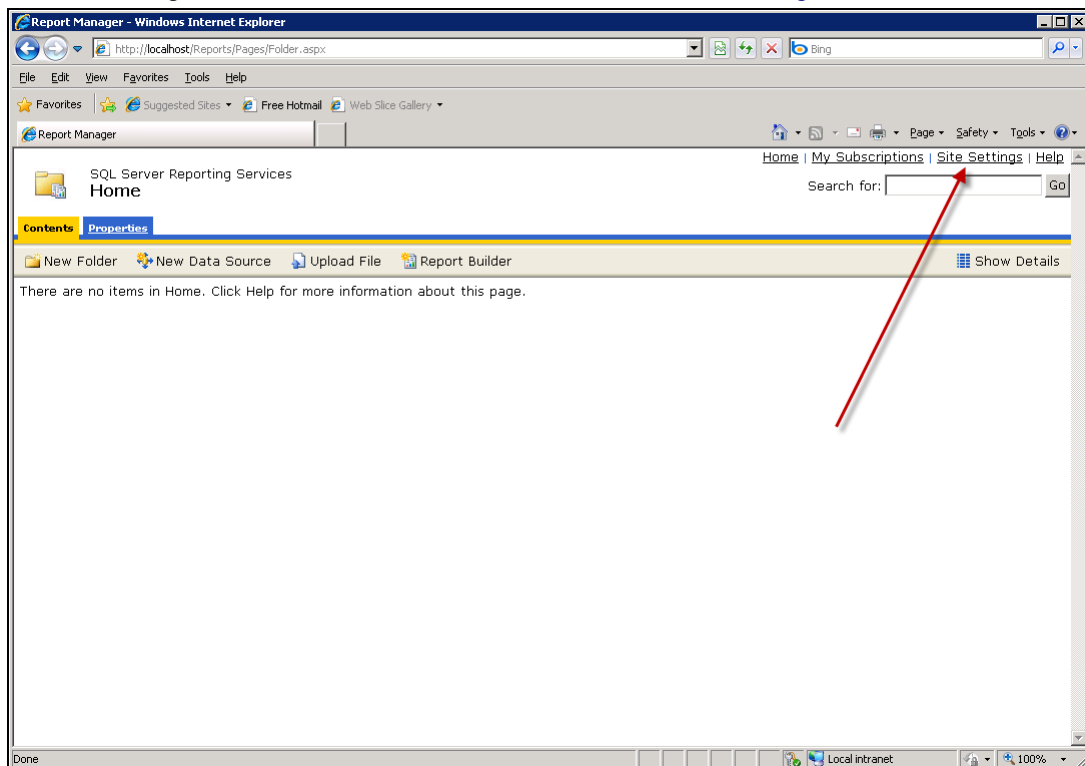 Report Manager - Windows Internet Explorer
http://localhost/Reports/Pages/Folder.aspx
Bing
File Edit View Favorites Tools Help
Favorites Suggested Sites Free Hotmail Web Slice Gallery
Report Manager Page Safety Tools
Home | My Subscriptions | Site Settings | Help
SQL Server Reporting Services
Home
Search for: Go
Contents Properties
New Folder New Data Source Upload File Report Builder Show Details
There are no items in Home. Click Help for more information about this page.
Done Local intranet 100%